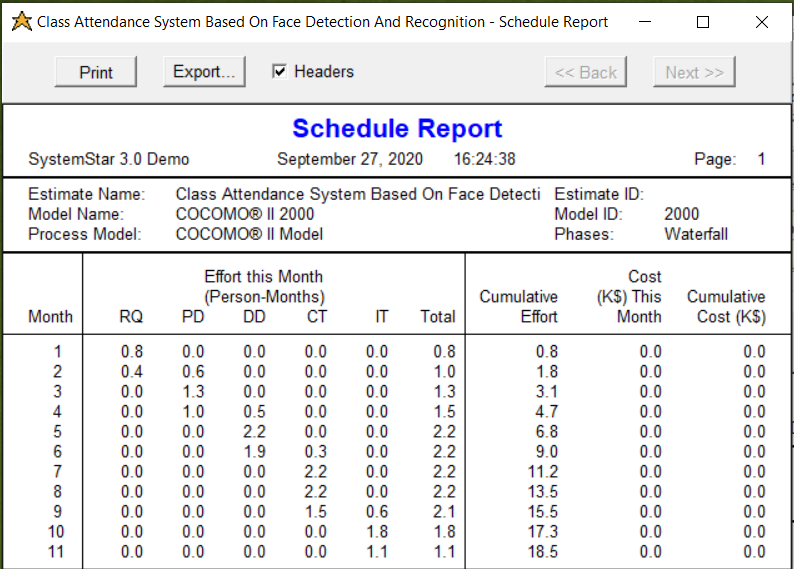 Class Attendance System Based On Face Detection And Recognition - Schedule Report
Print Export... Headers << Back Next >>
Schedule Report
SystemStar 3.0 Demo September 27, 2020 16:24:38 Page: 1
Estimate Name: Class Attendance System Based On Face Detecti Estimate ID:
Model Name: COCOMO® II 2000 Model ID: 2000
Process Model: COCOMO® II Model Phases: Waterfall
Effort this Month Cost
(Person-Months) Cumulative (K$) This Cumulative
Month RQ PD DD CT IT Total Effort Month Cost (K$)
1 0.8 0.0 0.0 0.0 0.0 0.8 0.8 0.0 0.0
2 0.4 0.6 0.0 0.0 0.0 1.0 1.8 0.0 0.0
3 0.0 1.3 0.0 0.0 0.0 1.3 3.1 0.0 0.0
4 0.0 1.0 0.5 0.0 0.0 1.5 4.7 0.0 0.0
5 0.0 0.0 2.2 0.0 0.0 2.2 6.8 0.0 0.0
6 0.0 0.0 1.9 0.3 0.0 2.2 9.0 0.0 0.0
7 0.0 0.0 0.0 2.2 0.0 2.2 11.2 0.0 0.0
8 0.0 0.0 0.0 2.2 0.0 2.2 13.5 0.0 0.0
9 0.0 0.0 0.0 1.5 0.6 2.1 15.5 0.0 0.0
10 0.0 0.0 0.0 0.0 1.8 1.8 17.3 0.0 0.0
11 0.0 0.0 0.0 0.0 1.1 1.1 18.5 0.0 0.0